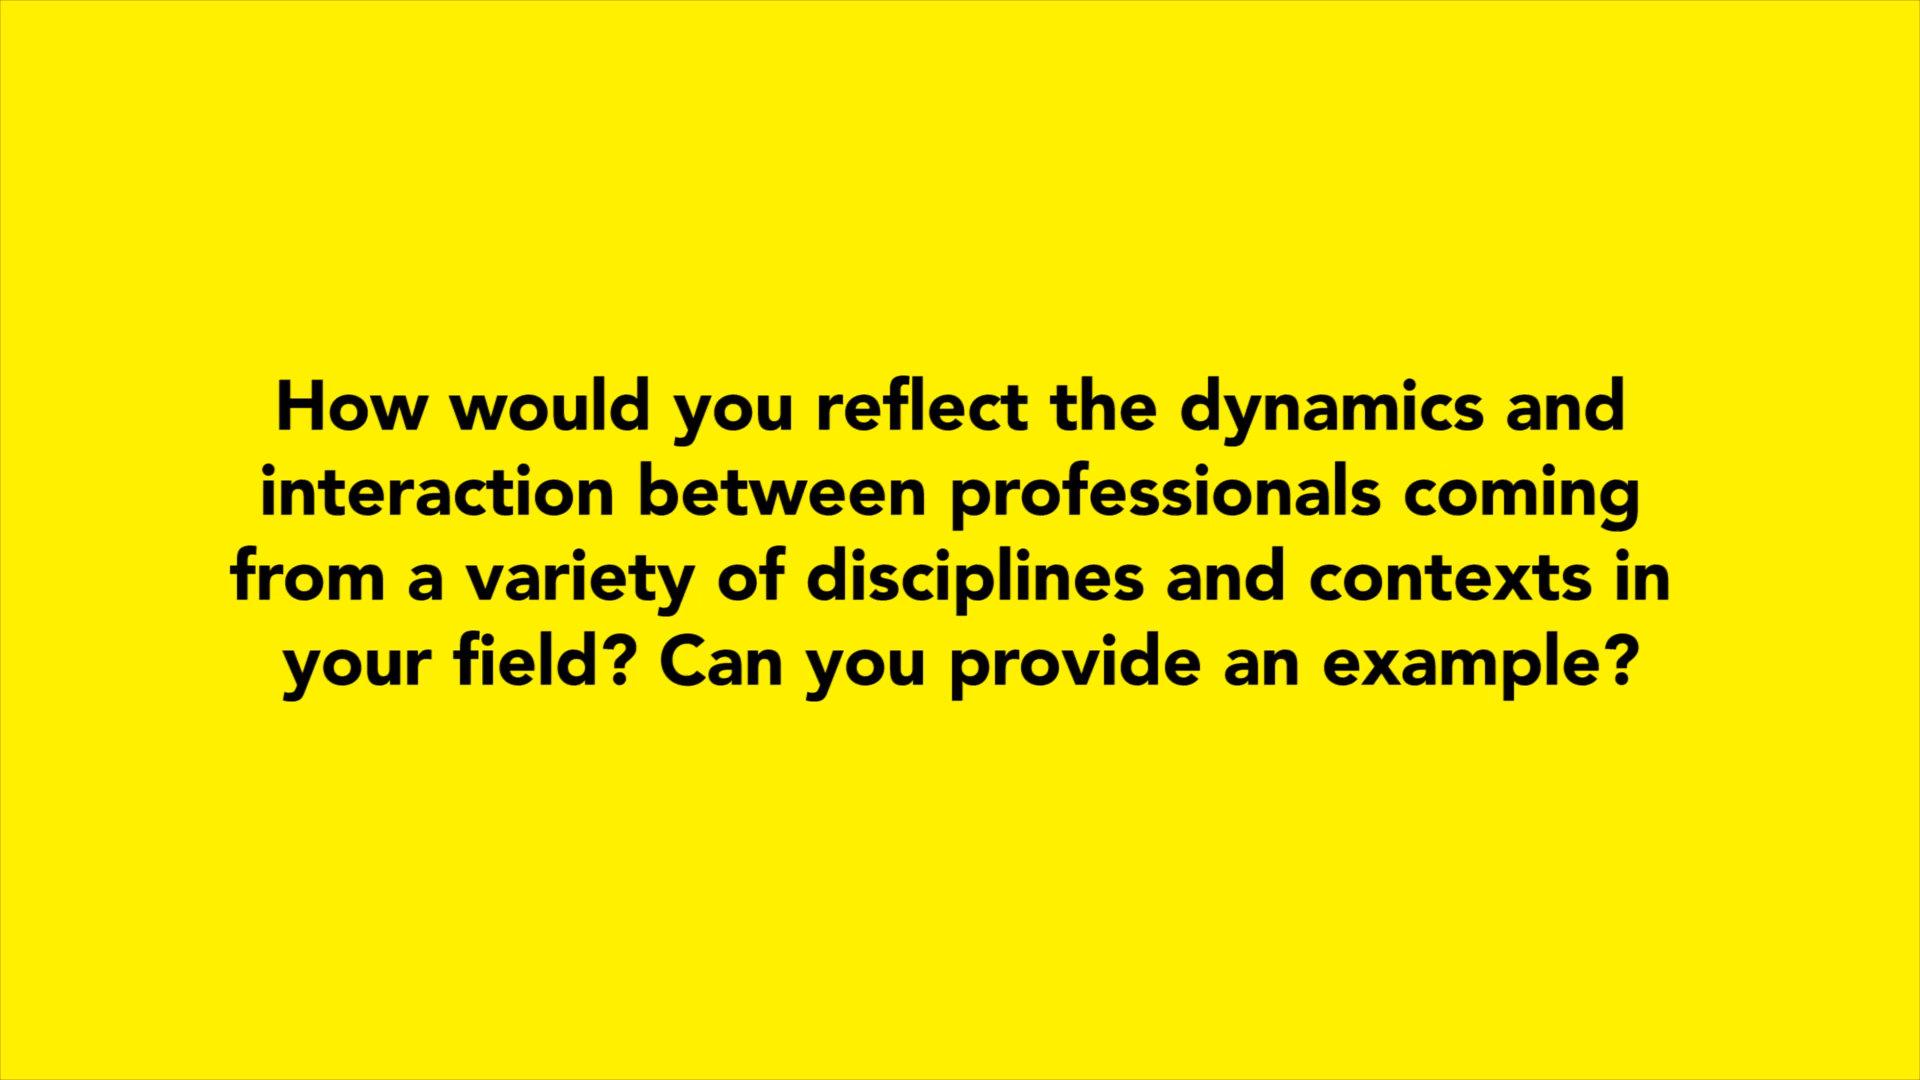 How would you reflect the dynamics and
interaction between professionals coming
from a variety of disciplines and contexts in
your field? Can you provide an example?